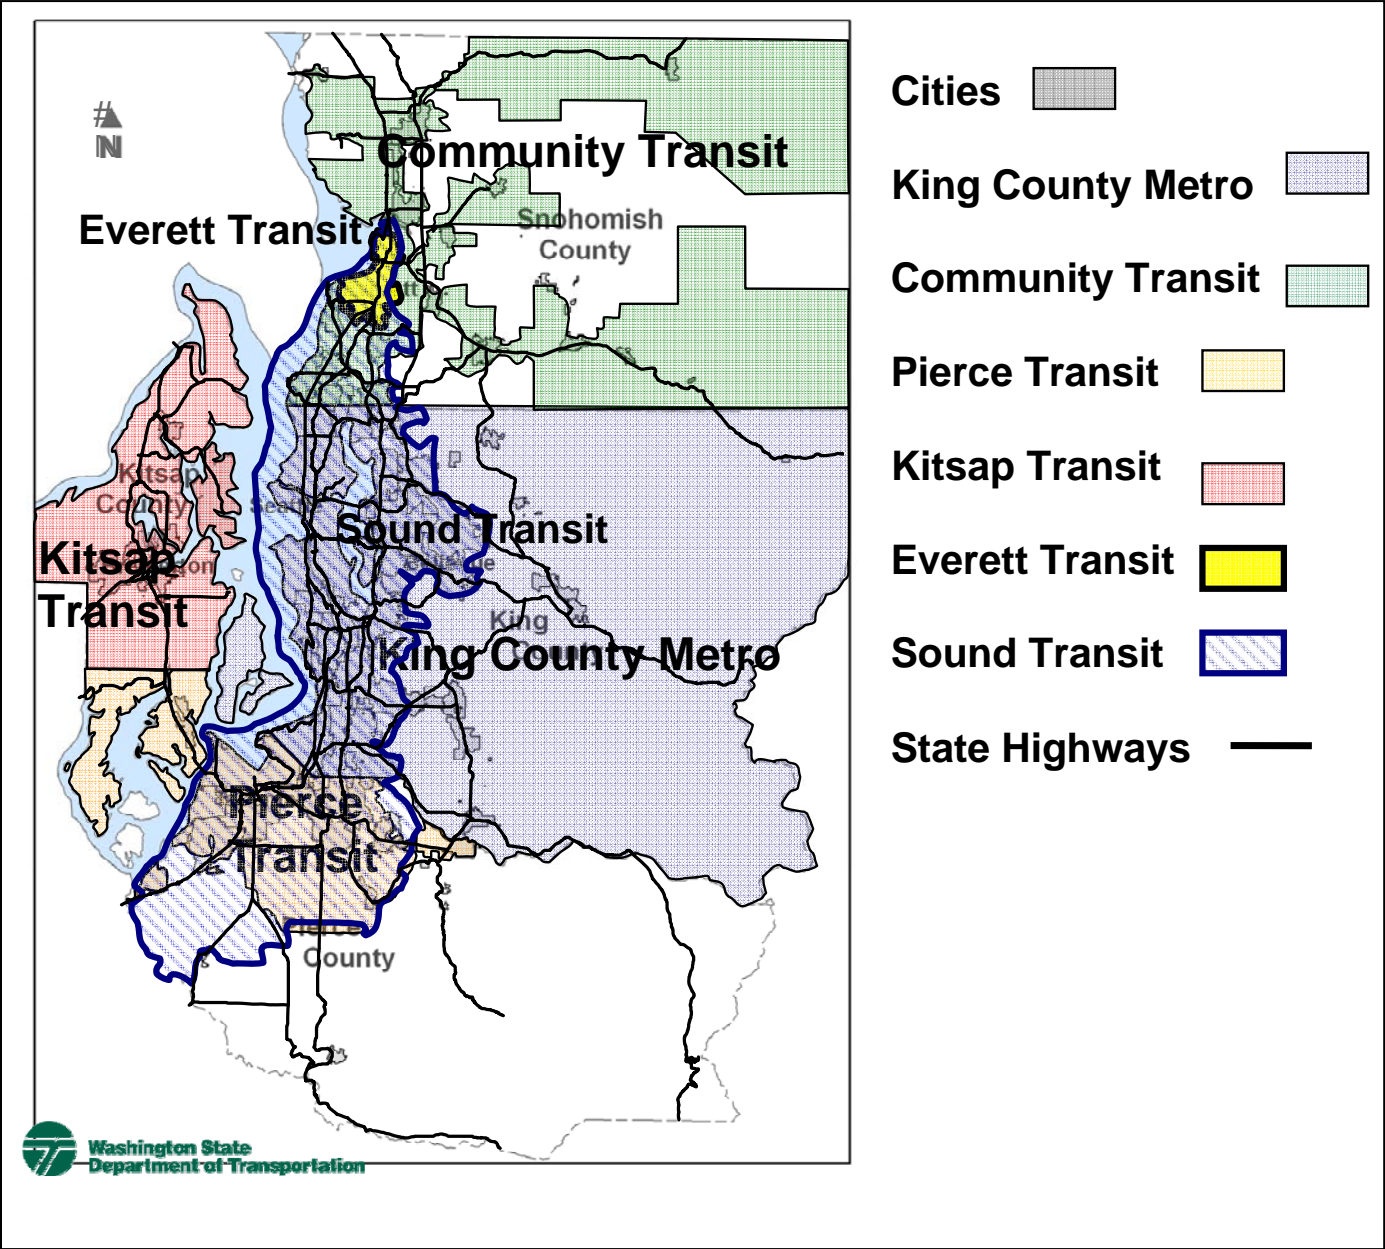 #
N
Community Transit
Everett Transit
Snohomish
County
Kitsap
County
Seattle
Sound Transit
Kitsap
Transit
King
King County Metro
Pierce
Transit
Pierce
County
Washington State
Department of Transportation
Cities
King County Metro
Community Transit
Pierce Transit
Kitsap Transit
Everett Transit
Sound Transit
State Highways